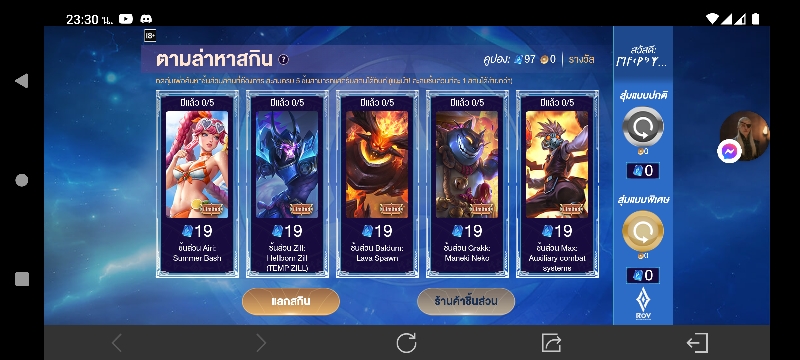 23:30 น.
18+
ตามล่าหาสกิน ?
คูปอง: 97 0 รางวัล
สวัสดี:
มีแล้ว 0/5
มีแล้ว 0/5
มีแล้ว 0/5
มีแล้ว 0/5
มีแล้ว 0/5
Limited
Limited
Limited
Limited
Limited
19
19
19
19
19
ชิ้นส่วน Airi:
Summer Bash
ชิ้นส่วน Zill:
Hellborn Zill
(TEMP ZILL)
ชิ้นส่วน Baldum:
Lava Spawn
ชิ้นส่วน Grakk:
Maneki Neko
ชิ้นส่วน Max:
Auxiliary combat
systems
แลกสกิน
ร้านค้าชิ้นส่วน
สุ่มแบบปกติ
0
0
สุ่มแบบพิเศษ
0
0
ROV